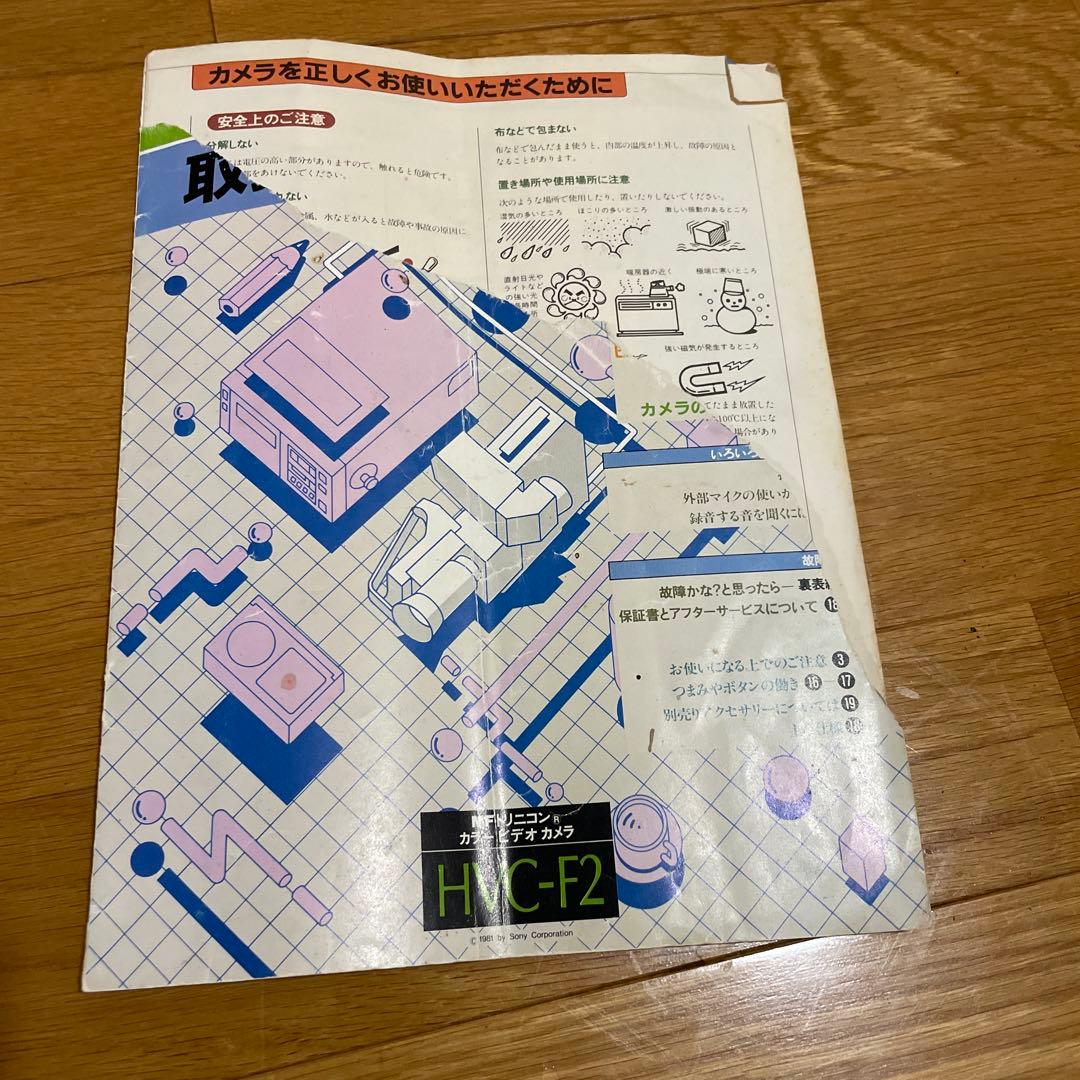 カメラを正しくお使いいただくために
安全上のご注意
分解しない
は電圧の高い部分がありますので、触れると危険です。
部をあけないでください。
れない
属、水などが入ると故障や事故の原因に
取
布などで包まない
布などで包んだまま使うと、内部の温度が上昇し、故障の原因と
なることがあります。
置き場所や使用場所に注意
次のような場所で使用したり、置いたりしないでください。
湿気の多いところ
ほこりの多いところ
激しい振動のあるところ
直射日光や
ライトなど
の強い光
長時間
所
暖房器の近く
極端に寒いところ
強い磁気が発生するところ
てたまま放置した
100℃以上にな
場合があり
カメラの
いろいろ
外部マイクの使いか
録音する音を聞くには
故障
故障かな?と思ったら— 裏表紙
保証書とアフターサービスについて 18
お使いになる上でのご注意 3
つまみやボタンの働き 16 — 17
別売りアクセサリーについては 19
仕様 18
MFトリニコン®
カラービデオカメラ
HVC-F2
© 1981 by Sony Corporation